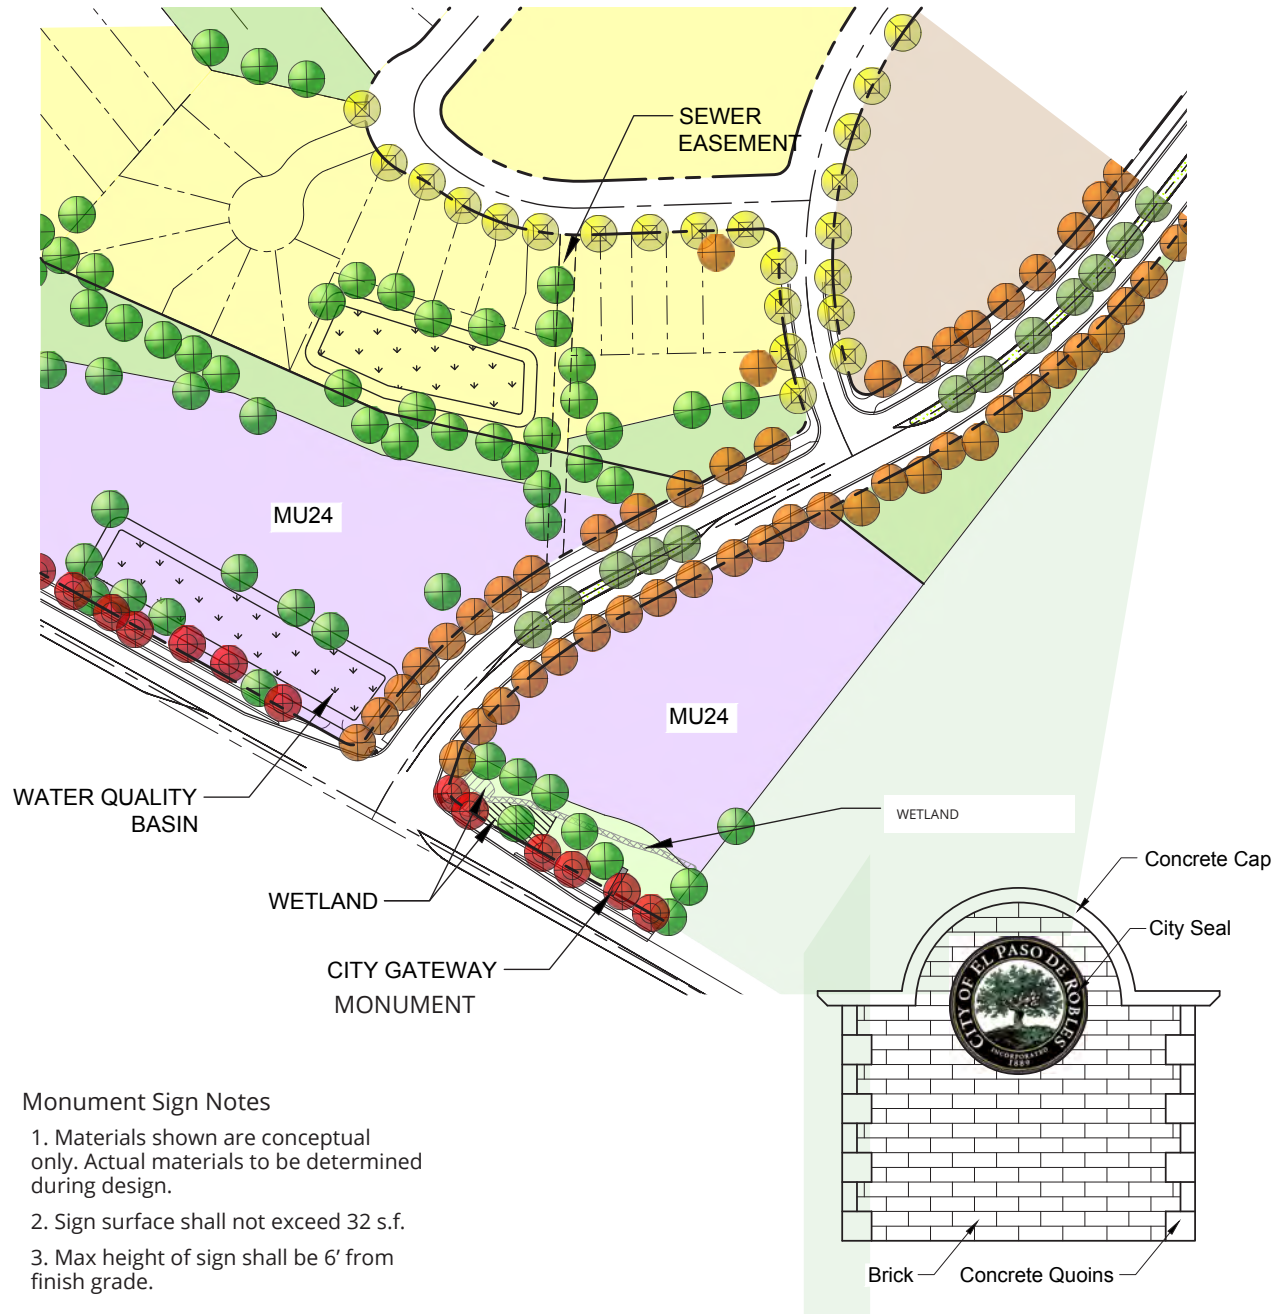 SEWER
EASEMENT
MU24
MU24
WATER QUALITY
BASIN
WETLAND
WETLAND
CITY GATEWAY
MONUMENT
Concrete Cap
City Seal
CITY OF EL PASO DE ROBLES
INCORPORATED
1889
Brick
Concrete Quoins
Monument Sign Notes
1. Materials shown are conceptual
only. Actual materials to be determined
during design.
2. Sign surface shall not exceed 32 s.f.
3. Max height of sign shall be 6’ from
finish grade.